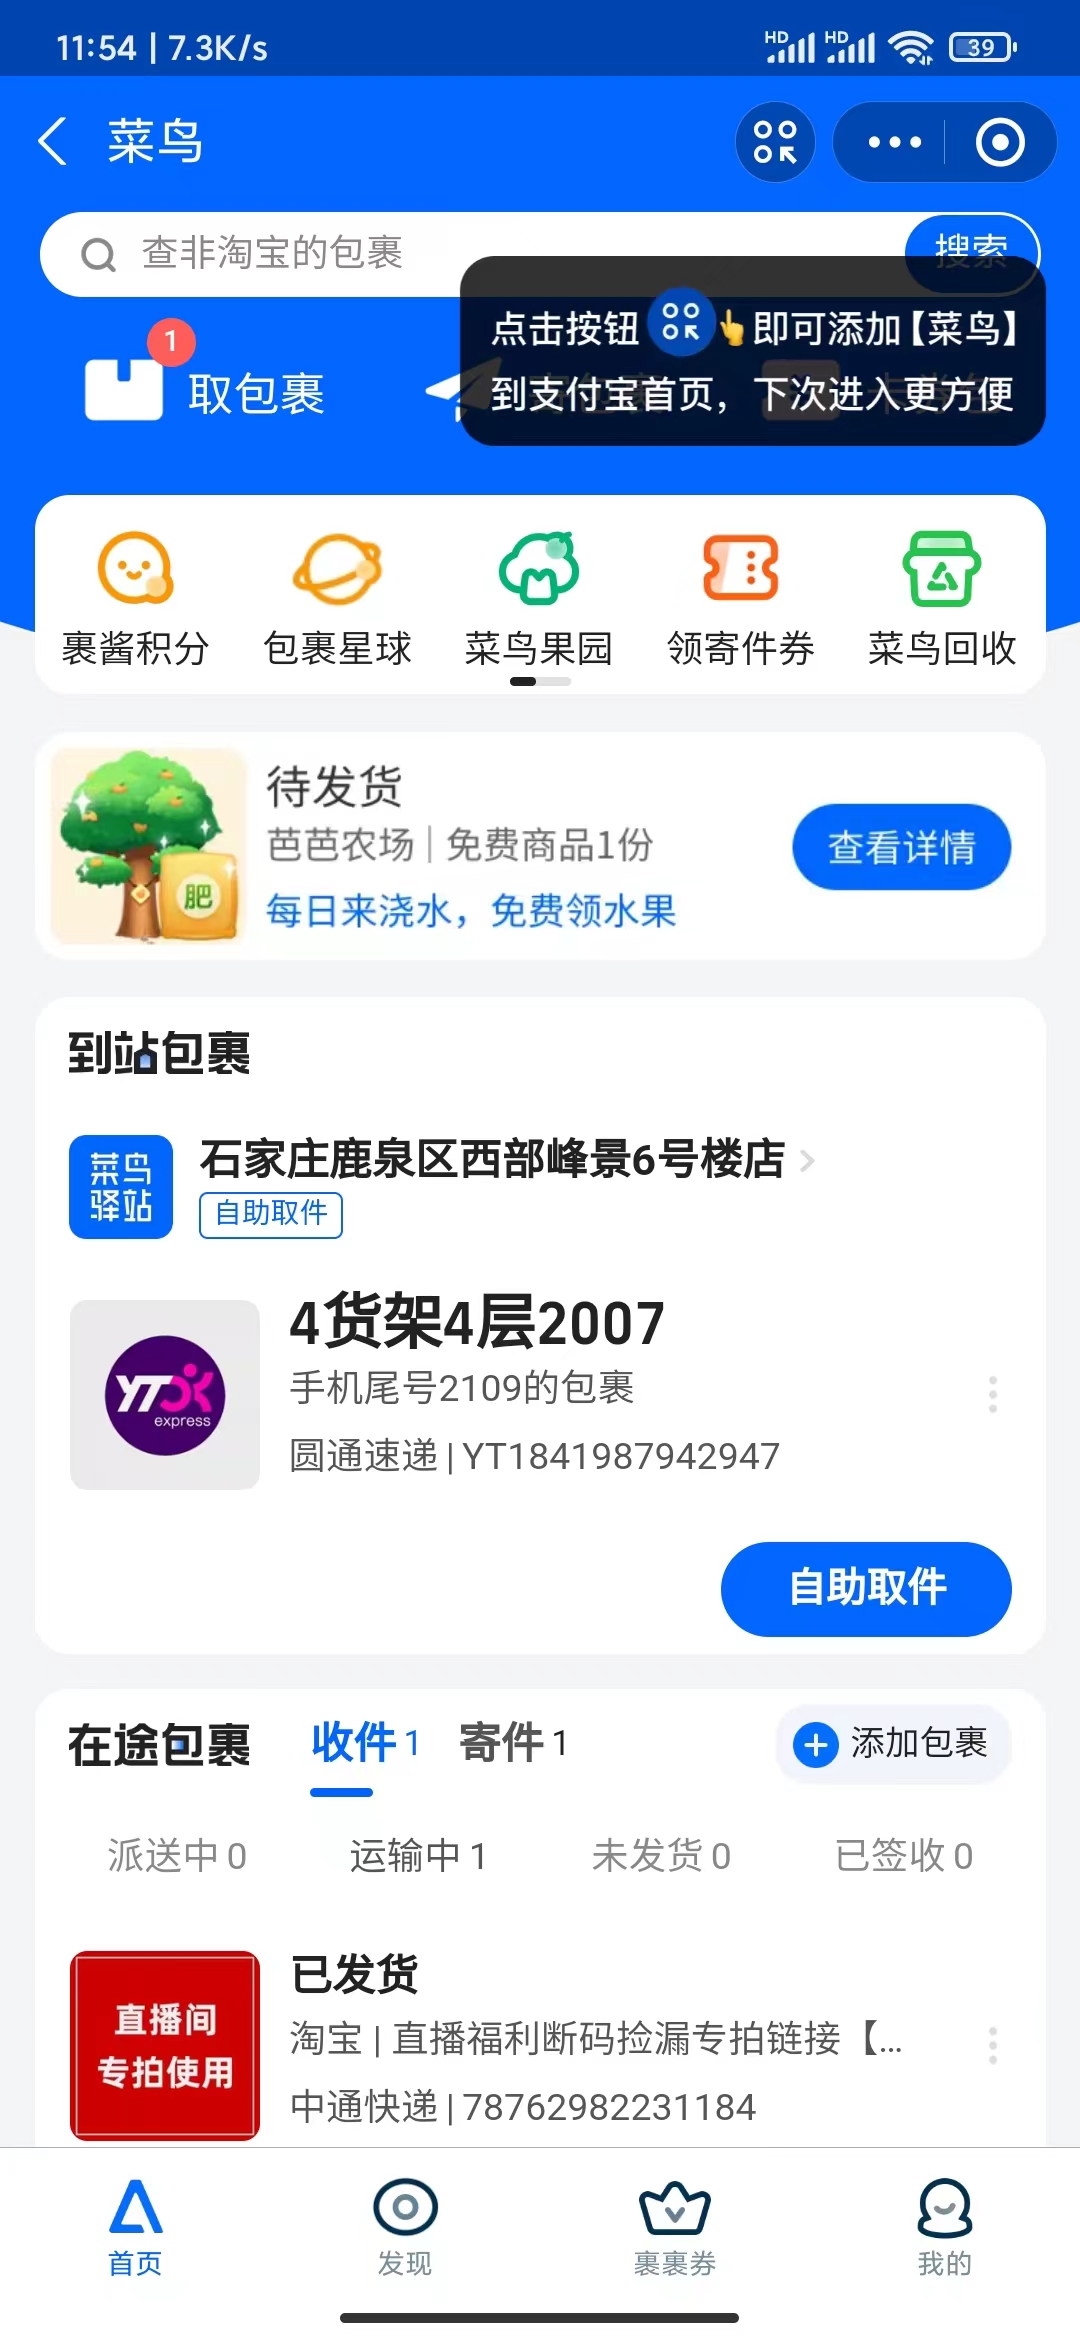 11:54 | 7.3K/s
HD HD 39
菜鸟
查非淘宝的包裹
搜索
点击按钮即可添加【菜鸟】
到支付宝首页，下次进入更方便
1
取包裹
裹酱积分
包裹星球
菜鸟果园
领寄件券
菜鸟回收
待发货
芭芭农场 | 免费商品1份
每日来浇水，免费领水果
肥
查看详情
到站包裹
菜鸟
驿站
石家庄鹿泉区西部峰景6号楼店
自助取件
4货架4层2007
手机尾号2109的包裹
圆通速递 | YT1841987942947
YTO
express
自助取件
在途包裹
收件 1
寄件 1
添加包裹
派送中 0
运输中 1
未发货 0
已签收 0
直播间
专拍使用
已发货
淘宝 | 直播福利断码捡漏专拍链接【...
中通快递 | 78762982231184
首页
发现
裹裹券
我的